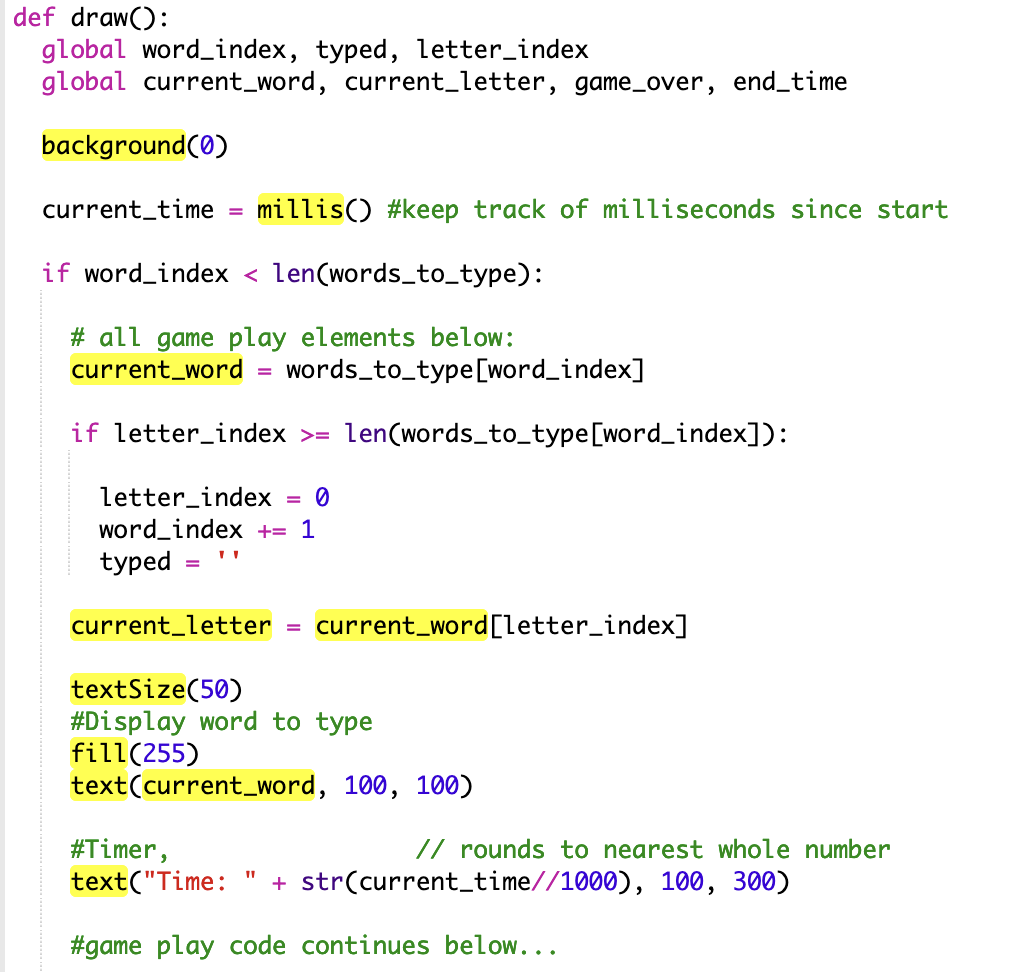 def draw():
  global word_index, typed, letter_index
  global current_word, current_letter, game_over, end_time
  background(0)
  current_time = millis() #keep track of milliseconds since start
  if word_index < len(words_to_type):
    # all game play elements below:
    current_word = words_to_type[word_index]
    if letter_index >= len(words_to_type[word_index]):
      letter_index = 0
      word_index += 1
      typed = ''
    current_letter = current_word[letter_index]
    textSize(50)
    #Display word to type
    fill(255)
    text(current_word, 100, 100)
    #Timer,                 // rounds to nearest whole number
    text("Time: " + str(current_time//1000), 100, 300)
    #game play code continues below...